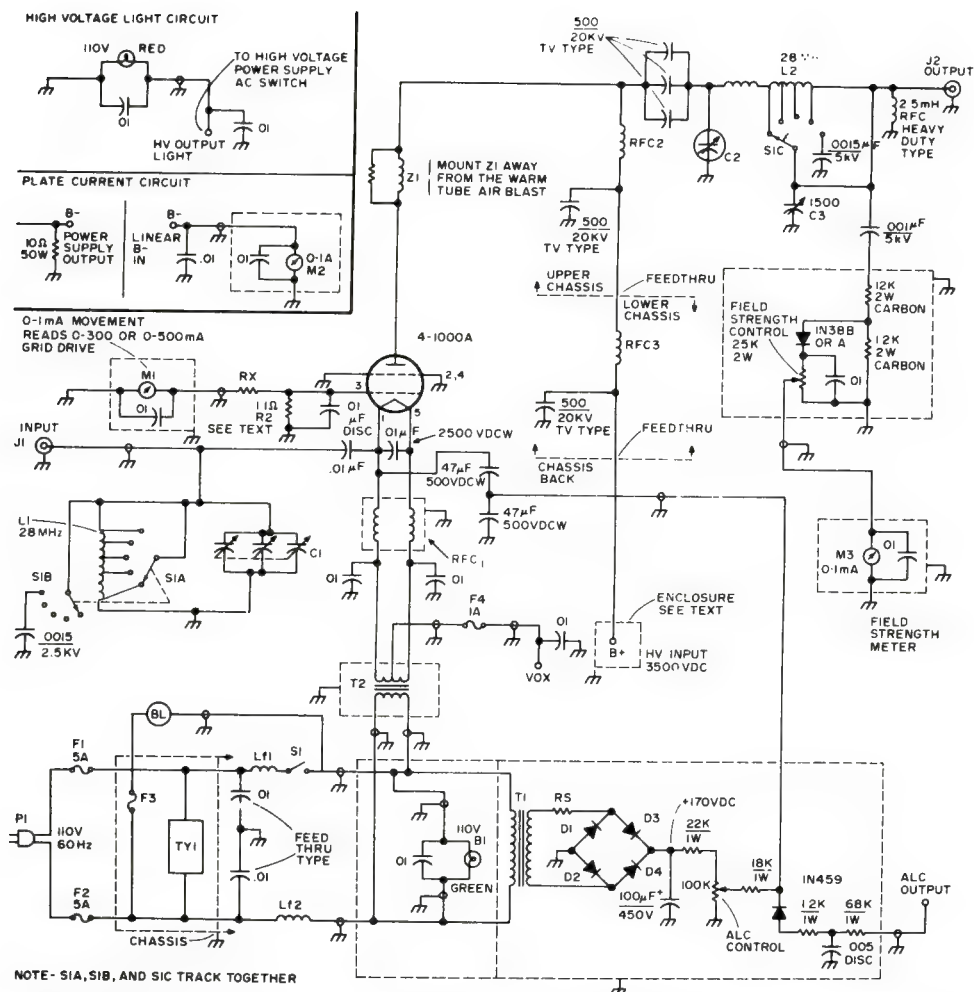 HIGH VOLTAGE LIGHT CIRCUIT
110V
RED
.01
TO HIGH VOLTAGE
POWER SUPPLY
AC SWITCH
.01
HV OUTPUT
LIGHT
PLATE CURRENT CIRCUIT
B-
10Ω
50W
POWER
SUPPLY
OUTPUT
B-
LINEAR
B-
IN
.01
.01
0-1A
M2
500
20KV
TV TYPE
28
L2
J2
OUTPUT
2.5mH
RFC
HEAVY
DUTY
TYPE
S1C
.0015μF
5kV
C2
1500
C3
.001μF
5kV
Z1
MOUNT Z1 AWAY
FROM THE WARM
TUBE AIR BLAST
RFC2
500
20KV
TV TYPE
FEEDTHRU
UPPER
CHASSIS
LOWER
CHASSIS
RFC3
500
20KV
TV TYPE
FEEDTHRU
CHASSIS
BACK
12K
2W
CARBON
FIELD
STRENGTH
CONTROL
25K
2W
1N38B
OR A
1.2K
2W
CARBON
.01
0-1mA MOVEMENT
READS 0-300 OR 0-500mA
GRID DRIVE
M1
.01
RX
1.1Ω
R2
SEE TEXT
.01
μF
DISC
4-1000A
2,4
3
1
5
.01μF
2500 VDCW
.01μF
47μF
500VDCW
47μF
500VDCW
INPUT
J1
L1
28MHz
S1A
C1
S1B
.0015
2.5KV
RFC1
.01
.01
F4
1A
.01
VOX
ENCLOSURE
SEE TEXT
B+
HV INPUT
3500VDC
M3
0-1mA
.01
FIELD
STRENGTH
METER
T2
BL
F1
5A
F3
P1
110V
60Hz
TY1
Lf1
S1
.01
.01
FEED
THRU
TYPE
F2
5A
Lf2
CHASSIS
.01
110V
B1
GREEN
T1
RS
D1
D3
D2
D4
+170VDC
22K
1W
100μF+
450V
100K
ALC
CONTROL
18K
1W
1N459
1.2K
1W
68K
1W
.005
DISC
ALC
OUTPUT
NOTE- S1A, S1B, AND S1C TRACK TOGETHER